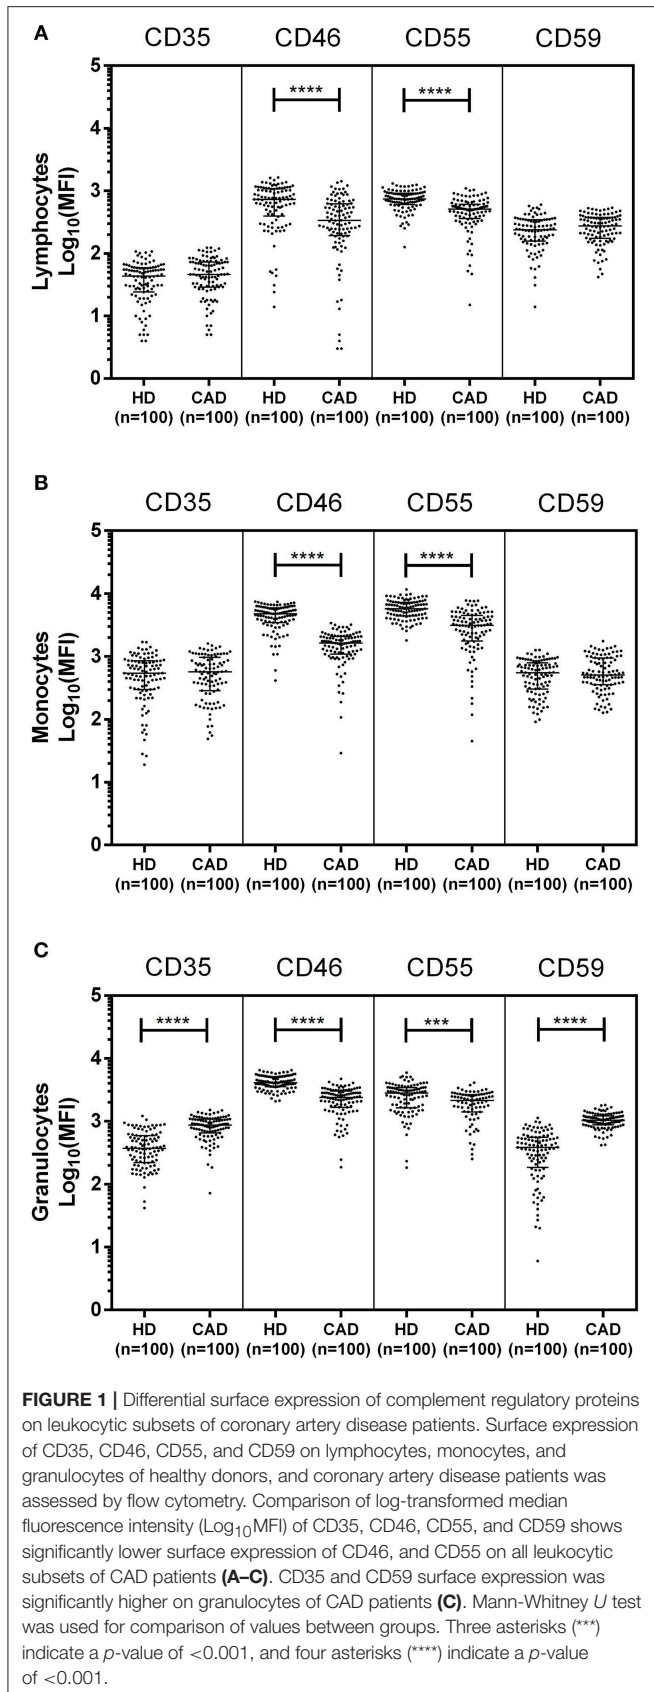 A
CD35 CD46 CD55 CD59
Lymphocytes
Log10(MFI)
5
4
3
2
1
0
**** ****
HD CAD HD CAD HD CAD HD CAD
(n=100) (n=100) (n=100) (n=100) (n=100) (n=100) (n=100) (n=100)
B
CD35 CD46 CD55 CD59
Monocytes
Log10(MFI)
5
4
3
2
1
0
**** ****
HD CAD HD CAD HD CAD HD CAD
(n=100) (n=100) (n=100) (n=100) (n=100) (n=100) (n=100) (n=100)
C
CD35 CD46 CD55 CD59
Granulocytes
Log10(MFI)
5
4
3
2
1
0
**** **** *** ****
HD CAD HD CAD HD CAD HD CAD
(n=100) (n=100) (n=100) (n=100) (n=100) (n=100) (n=100) (n=100)
FIGURE 1 | Differential surface expression of complement regulatory proteins
on leukocytic subsets of coronary artery disease patients. Surface expression
of CD35, CD46, CD55, and CD59 on lymphocytes, monocytes, and
granulocytes of healthy donors, and coronary artery disease patients was
assessed by flow cytometry. Comparison of log-transformed median
fluorescence intensity (Log10MFI) of CD35, CD46, CD55, and CD59 shows
significantly lower surface expression of CD46, and CD55 on all leukocytic
subsets of CAD patients (A–C). CD35 and CD59 surface expression was
significantly higher on granulocytes of CAD patients (C). Mann-Whitney U test
was used for comparison of values between groups. Three asterisks (***)
indicate a p-value of <0.001, and four asterisks (****) indicate a p-value
of <0.001.